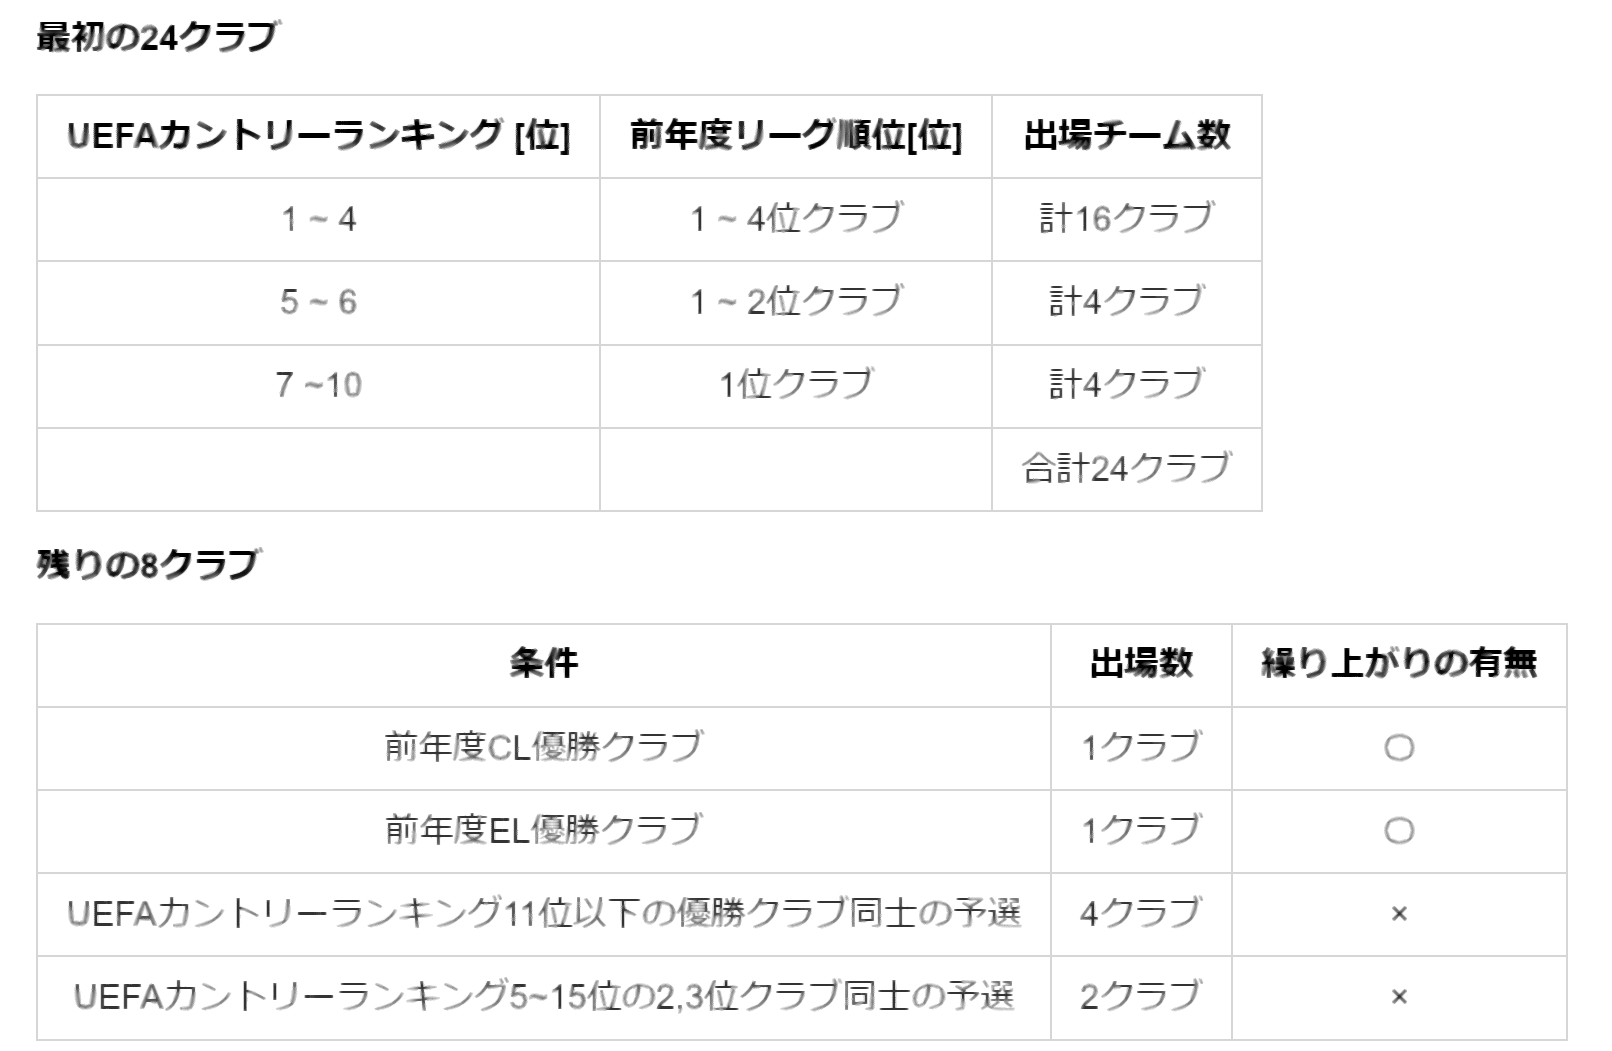 最初の24クラブ
UEFAカントリーランキング [位] 前年度リーグ順位[位] 出場チーム数
1 ~ 4 1 ~ 4位クラブ 計16クラブ
5 ~ 6 1 ~ 2位クラブ 計4クラブ
7 ~10 1位クラブ 計4クラブ
合計24クラブ
残りの8クラブ
条件 出場数 繰り上がりの有無
前年度CL優勝クラブ 1クラブ 〇
前年度EL優勝クラブ 1クラブ 〇
UEFAカントリーランキング11位以下の優勝クラブ同士の予選 4クラブ ×
UEFAカントリーランキング5~15位の2,3位クラブ同士の予選 2クラブ ×